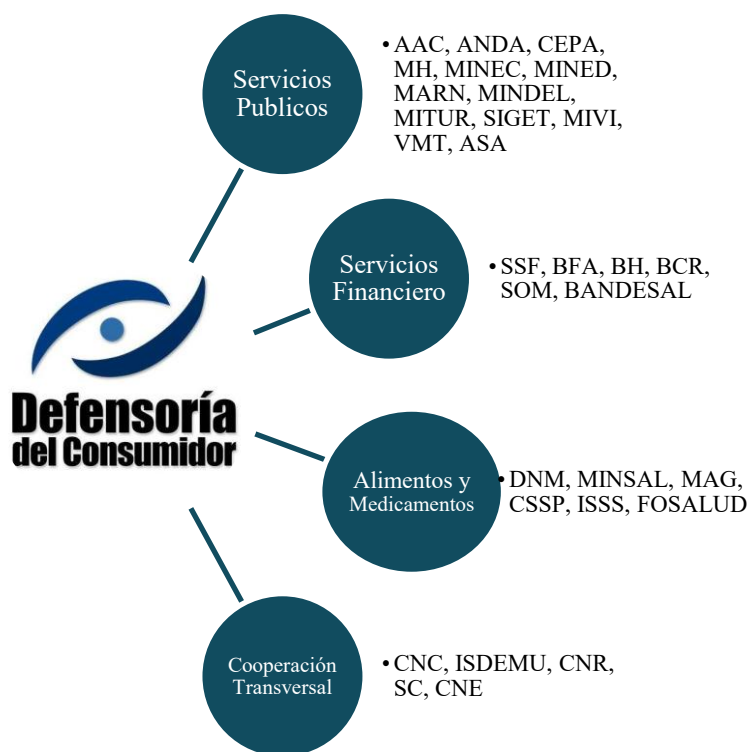 Servicios
Publicos
• AAC, ANDA, CEPA,
MH, MINEC, MINED,
MARN, MINDEL,
MITUR, SIGET, MIVI,
VMT, ASA
Servicios
Financiero
• SSF, BFA, BH, BCR,
SOM, BANDESAL
Defensoría
del Consumidor
Alimentos y
Medicamentos
• DNM, MINSAL, MAG,
CSSP, ISSS, FOSALUD
Cooperación
Transversal
• CNC, ISDEMU, CNR,
SC, CNE